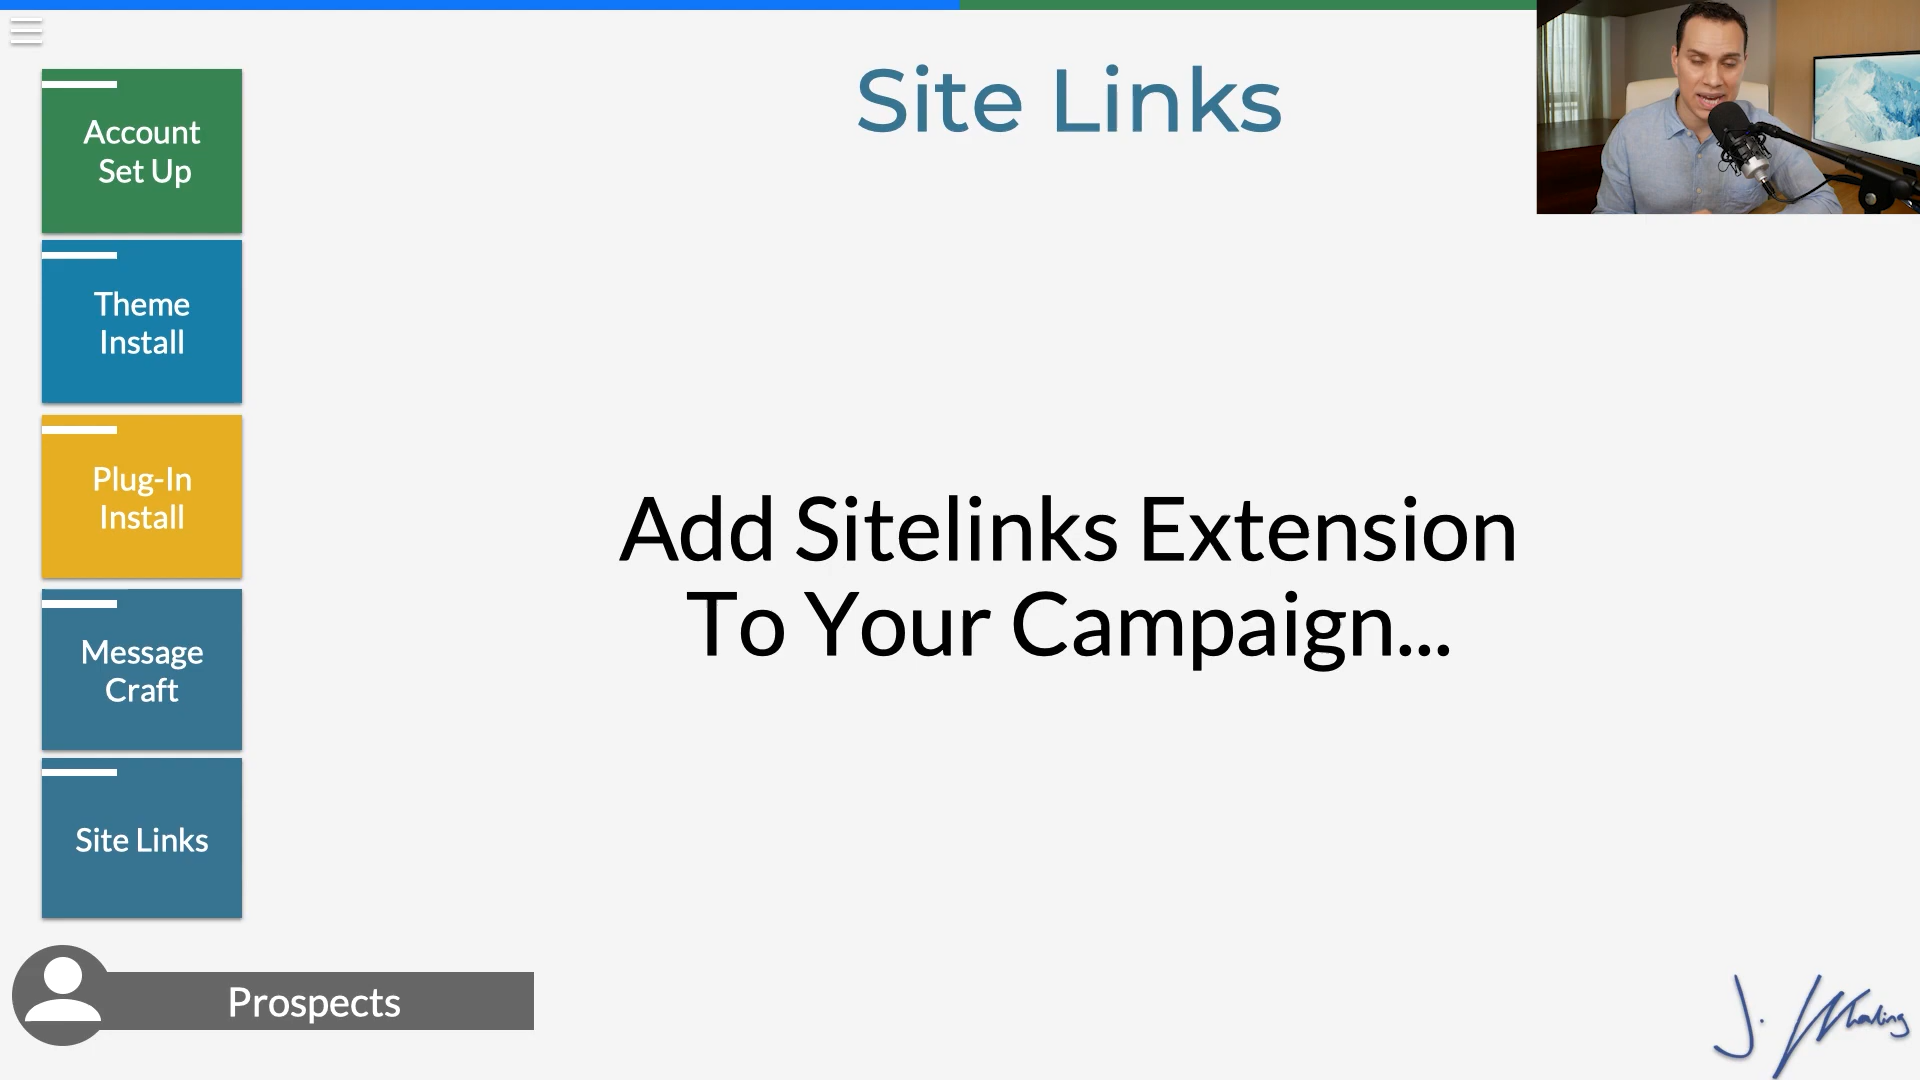 Site Links
Account
Set Up
Theme
Install
Plug-In
Install
Message
Craft
Site Links
Add Sitelinks Extension
To Your Campaign...
Prospects